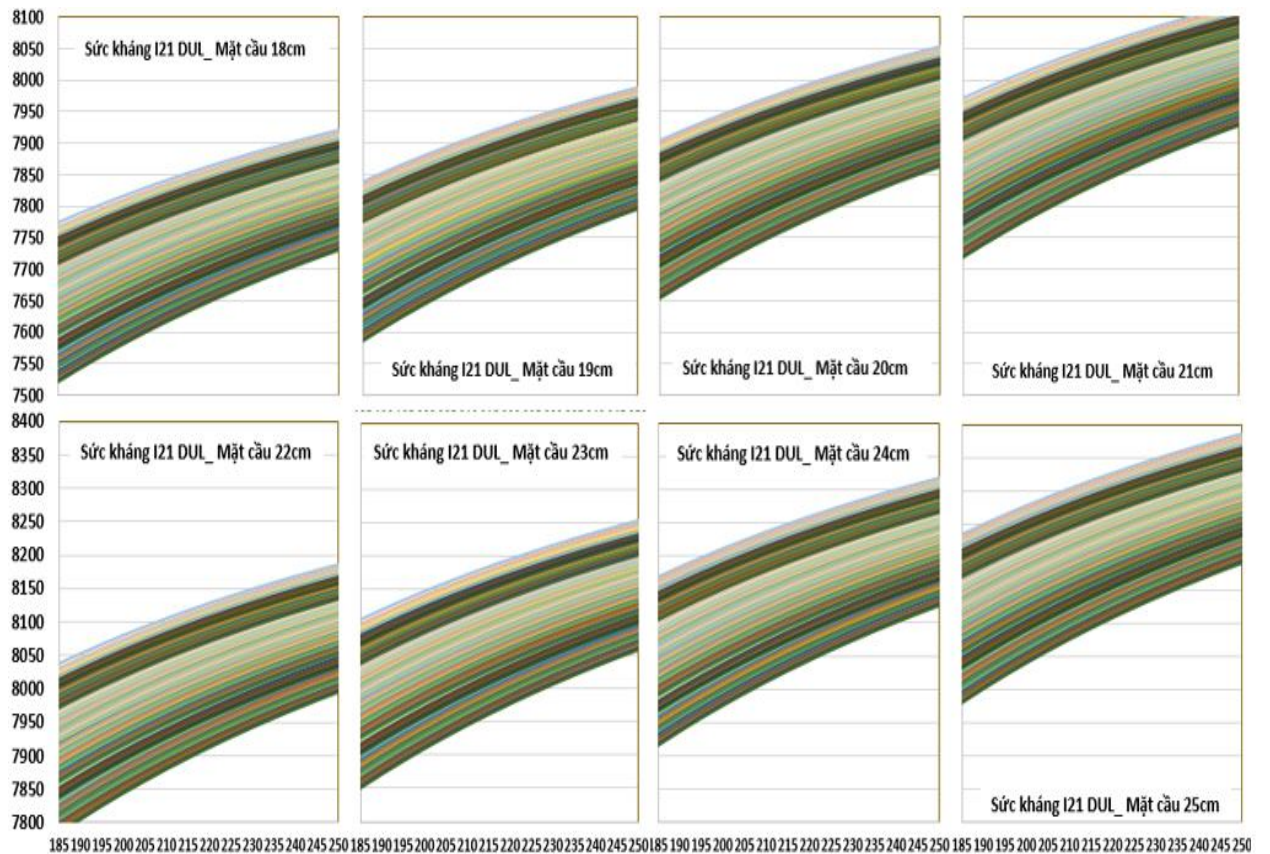 8100
8050
8000
7950
7900
7850
7800
7750
7700
7650
7600
7550
7500
Sức kháng I21 DUL_ Mặt cầu 18cm
Sức kháng I21 DUL_ Mặt cầu 19cm
Sức kháng I21 DUL_ Mặt cầu 20cm
Sức kháng I21 DUL_ Mặt cầu 21cm
8400
8350
8300
8250
8200
8150
8100
8050
8000
7950
7900
7850
7800
Sức kháng I21 DUL_ Mặt cầu 22cm
Sức kháng I21 DUL_ Mặt cầu 23cm
Sức kháng I21 DUL_ Mặt cầu 24cm
Sức kháng I21 DUL_ Mặt cầu 25cm
185 190 195 200 205 210 215 220 225 230 235 240 245 250 185 190 195 200 205 210 215 220 225 230 235 240 245 250 185 190 195 200 205 210 215 220 225 230 235 240 245 250 185 190 195 200 205 210 215 220 225 230 235 240 245 250